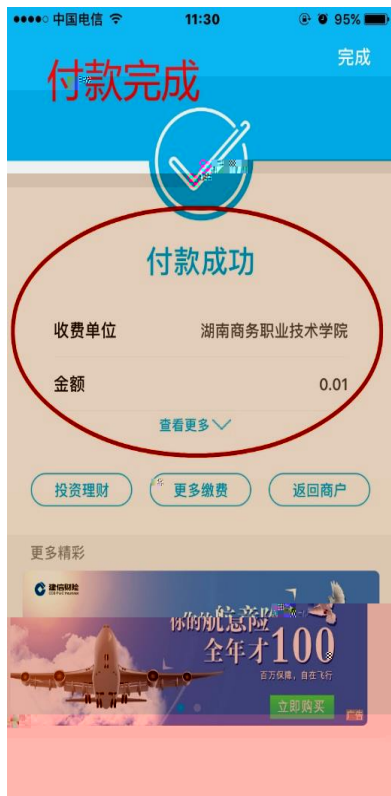 中国电信 11:30 95%
完成
付款完成
付款成功
收费单位 湖南商务职业技术学院
金额 0.01
查看更多
投资理财 更多缴费 返回商户
更多精彩
建信财险
你的航意险
全年才100
百万保障，自在飞行
立即购买
广告